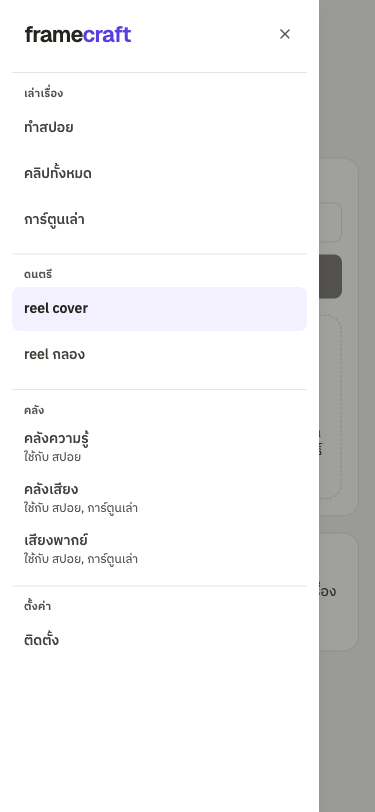 framecraft
เล่าเรื่อง
ทำสปอย
คลิปทั้งหมด
การ์ตูนเล่า
ดนตรี
reel cover
reel กลอง
คลัง
คลังความรู้
ใช้กับ สปอย
คลังเสียง
ใช้กับ สปอย, การ์ตูนเล่า
เสียงพากย์
ใช้กับ สปอย, การ์ตูนเล่า
ตั้งค่า
ติดตั้ง